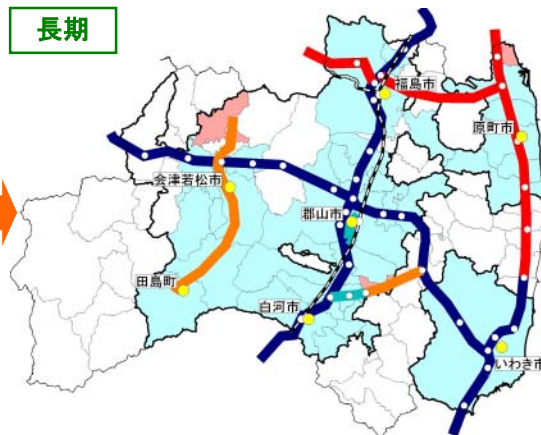 長期
福島市
原町市
会津若松市
郡山市
田島町
白河市
いわき市